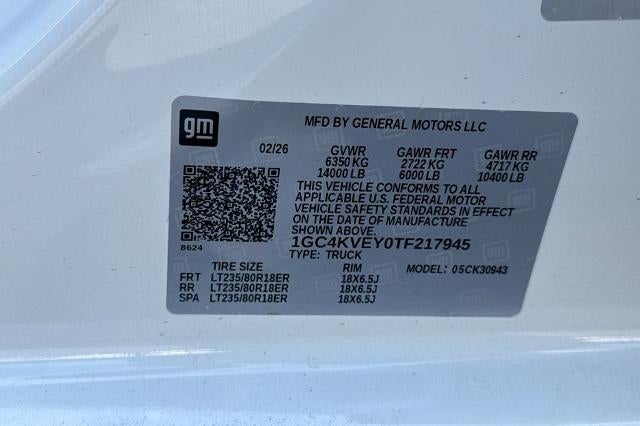 gm
MFD BY GENERAL MOTORS LLC
02/26 GVWR GAWR FRT GAWR RR
6350 KG 2722 KG 4717 KG
14000 LB 6000 LB 10400 LB
THIS VEHICLE CONFORMS TO ALL
APPLICABLE U.S. FEDERAL MOTOR
VEHICLE SAFETY STANDARDS IN EFFECT
ON THE DATE OF MANUFACTURE
SHOWN ABOVE.
8624
1GC4KVEY0TF217945
TYPE: TRUCK
TIRE SIZE RIM MODEL: 05CK30943
FRT LT235/80R18ER 18X6.5J
RR LT235/80R18ER 18X6.5J
SPA LT235/80R18ER 18X6.5J